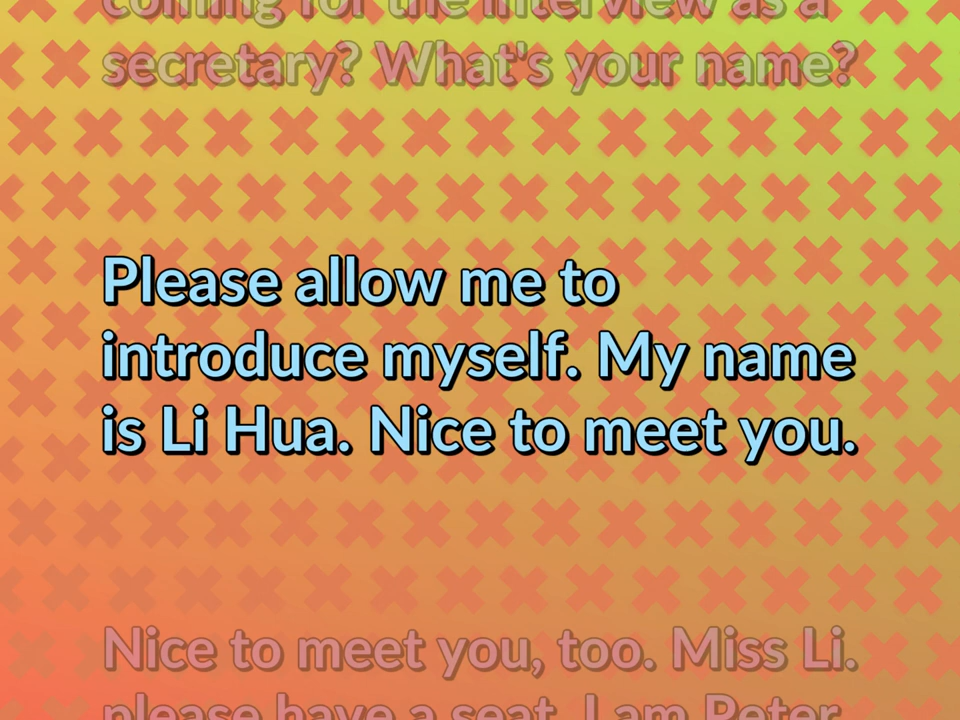 coming for the interview as a
secretary? What's your name?
Please allow me to
introduce myself. My name
is Li Hua. Nice to meet you.
Nice to meet you, too. Miss Li.
please have a seat. I am Peter